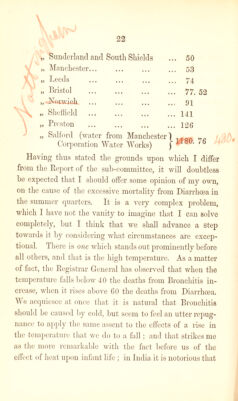 22
„ Sunderland and South Shields ... 50
„ Manchester... ... ... ... 53
„ Leeds ... ... ... ... 74
„ Bristol ... ... ... ... 77. 52
„ Norwich ... ... ... ... 91
„ Sheffield ... ... ... ... 141
„ Preston ... ... ... ... 126
„ Salford (water from Manchester
Corporation Water Works) } 76 480.
Having thus stated the grounds upon which I differ
from the Report of the sub-committee, it will doubtless
be expected that I should offer some opinion of my own,
on the cause of the excessive mortality from Diarrhœa in
the summer quarters. It is a very complex problem,
which I have not the vanity to imagine that I can solve
completely, but I think that we shall advance a step
towards it by considering what circumstances are excep-
tional. There is one which stands out prominently before
all others, and that is the high temperature. As a matter
of fact, the Registrar General has observed that when the
temperature falls below 40 the deaths from Bronchitis in-
crease, when it rises above 60 the deaths from Diarrhœa.
We acquiesce at once that it is natural that Bronchitis
should be caused by cold, but seem to feel an utter repug-
nance to apply the same assent to the effects of a rise in
the temperature that we do to a fall; and that strikes me
as the more remarkable with the fact before us of the
effect of heat upon infant life; in India it is notorious that